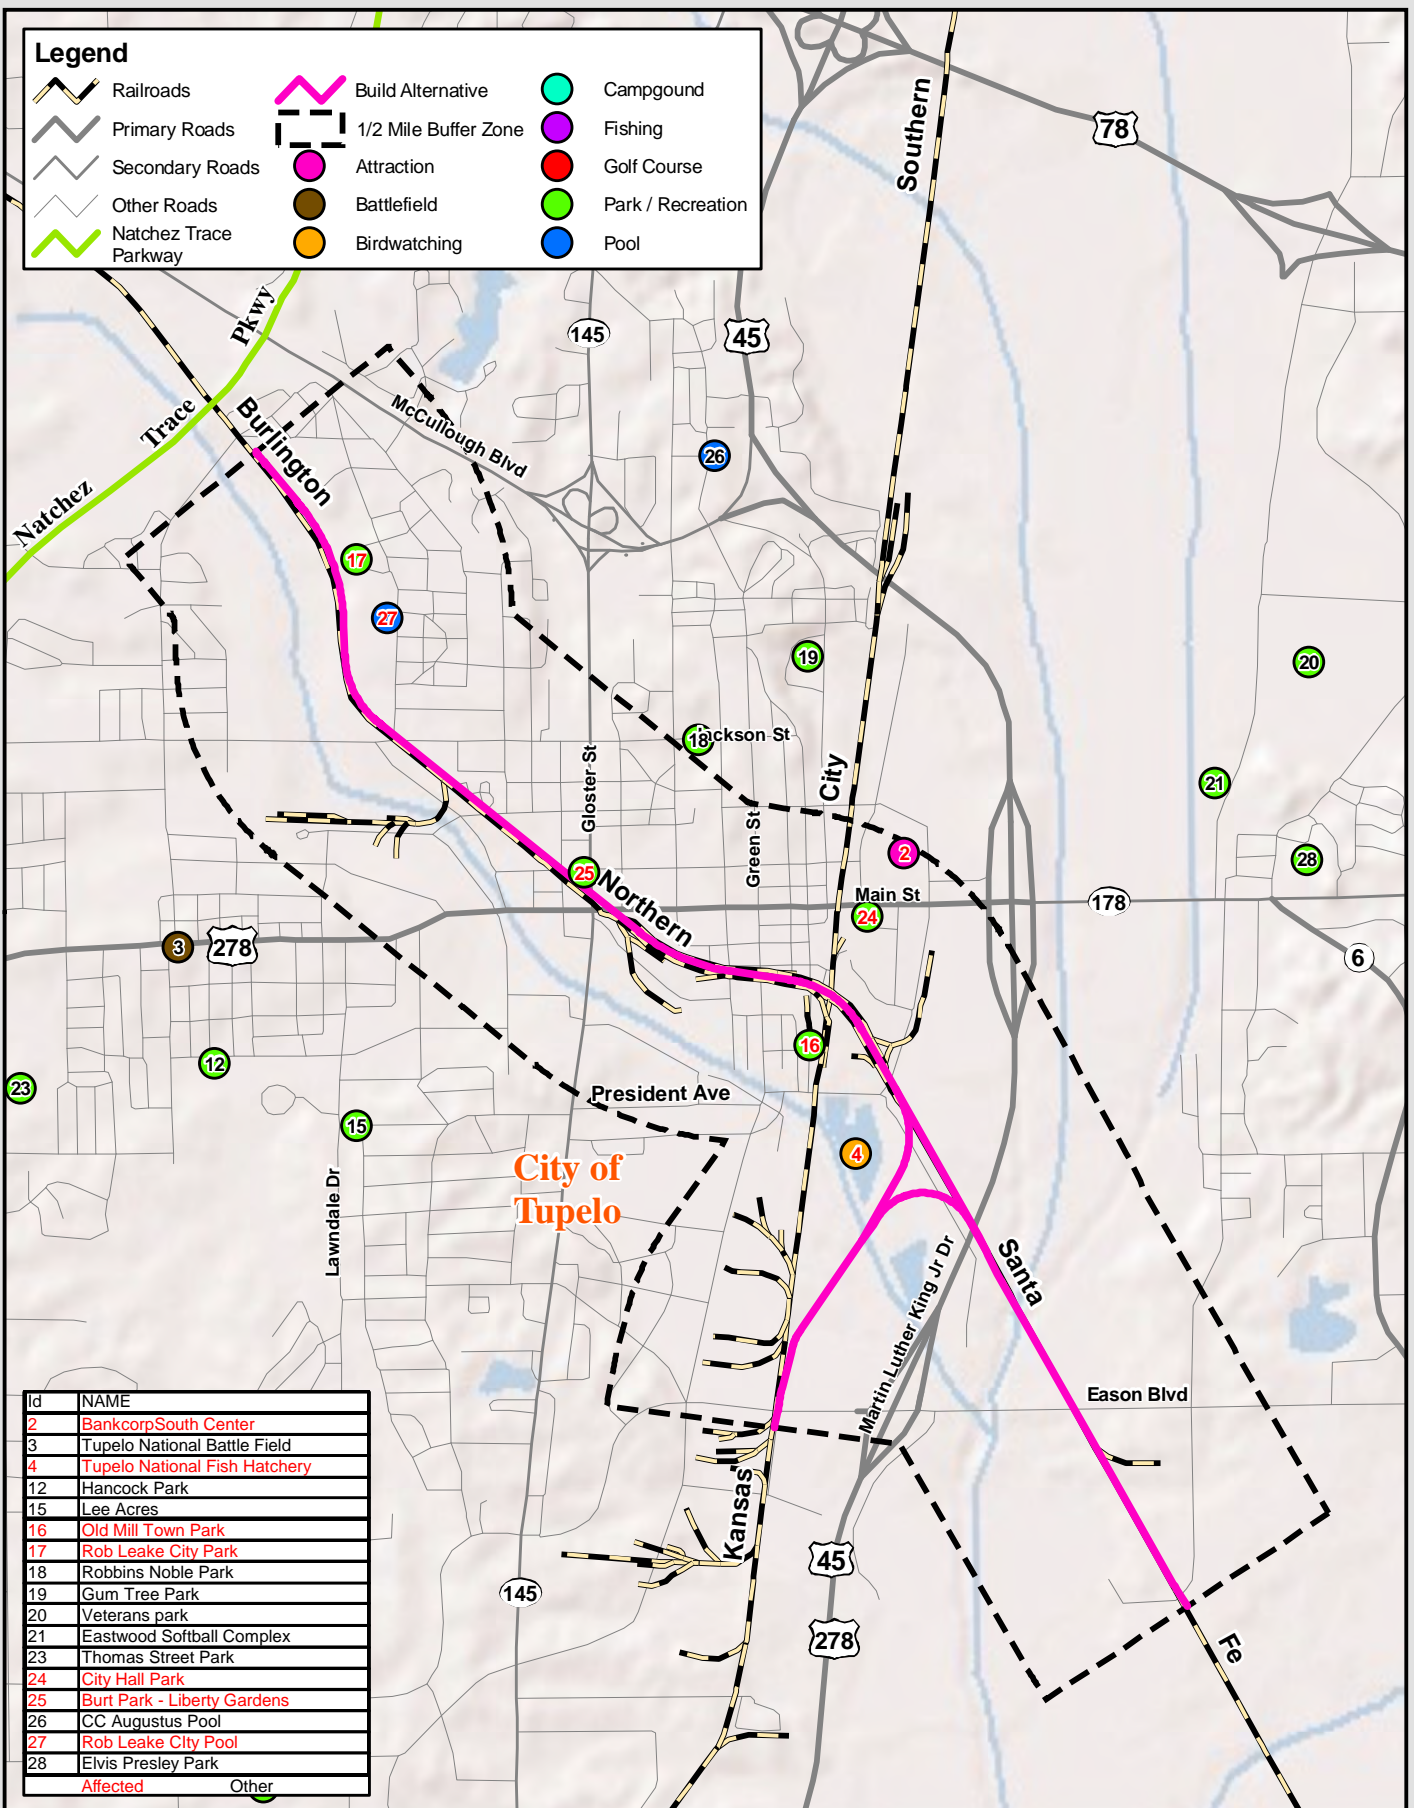 Legend
Railroads
Primary Roads
Secondary Roads
Other Roads
Natchez Trace
Parkway
Build Alternative
1/2 Mile Buffer Zone
Attraction
Battlefield
Birdwatching
Campgound
Fishing
Golf Course
Park / Recreation
Pool
Southern
78
Pkwy
145
45
Trace
Burlington
McCullough Blvd
26
Natchez
17
27
19
20
18
Jackson St
City
21
Gloster St
Green St
2
28
25
Northern
Main St
24
178
3
278
6
16
12
23
President Ave
15
4
City of
Tupelo
Lawndale Dr
Martin Luther King Jr Dr
Santa
Eason Blvd
Kansas
45
145
278
Fe
Id NAME
2 BankcorpSouth Center
3 Tupelo National Battle Field
4 Tupelo National Fish Hatchery
12 Hancock Park
15 Lee Acres
16 Old Mill Town Park
17 Rob Leake City Park
18 Robbins Noble Park
19 Gum Tree Park
20 Veterans park
21 Eastwood Softball Complex
23 Thomas Street Park
24 City Hall Park
25 Burt Park - Liberty Gardens
26 CC Augustus Pool
27 Rob Leake CIty Pool
28 Elvis Presley Park
Affected Other